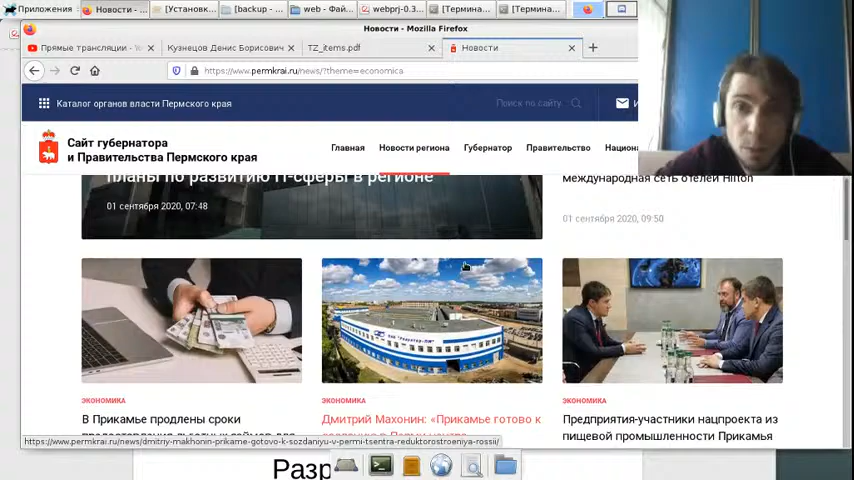 Приложения
Новости -
[Установк...
[backup -
web - Фай...
webprj-0.3...
[Термина...
[Термина...
Новости - Mozilla Firefox
Прямые трансляции - Yo
Кузнецов Денис Борисович
TZ_items.pdf
Новости
https://www.permkrai.ru/news/?theme=economica
Каталог органов власти Пермского края
Поиск по сайту
Сайт губернатора
и Правительства Пермского края
Главная
Новости региона
Губернатор
Правительство
Национа
планы по развитию IT-сферы в регионе
01 сентября 2020, 07:48
международная сеть отелей Hilton
01 сентября 2020, 09:50
ЭКОНОМИКА
В Прикамье продлены сроки
ЭКОНОМИКА
Дмитрий Махонин: «Прикамье готово к
ЭКОНОМИКА
Предприятия-участники нацпроекта из
пищевой промышленности Прикамья
https://www.permkrai.ru/news/dmitriy-makhonin-prikame-gotovo-k-sozdaniyu-v-permi-tsentra-reduktorostroeniya-rossii/
Разр